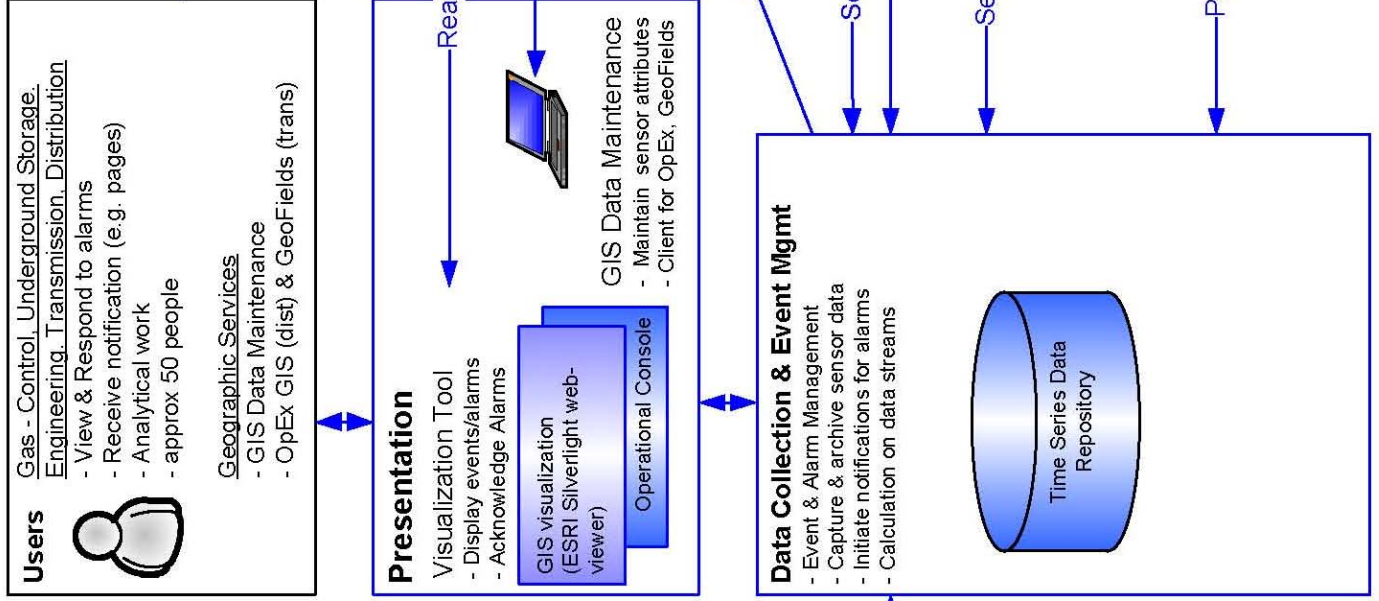 Users
Gas - Control, Underground Storage,
Engineering, Transmission, Distribution
- View & Respond to alarms
- Receive notification (e.g. pages)
- Analytical work
- approx 50 people
Geographic Services
- GIS Data Maintenance
- OpEx GIS (dist) & GeoFields (trans)
Presentation
Visualization Tool
- Display events/alarms
- Acknowledge Alarms
GIS visualization
(ESRI Silverlight web-
viewer)
Operational Console
GIS Data Maintenance
- Maintain sensor attributes
- Client for OpEx, GeoFields
Rea
Data Collection & Event Mgmt
- Event & Alarm Management
- Capture & archive sensor data
- Initiate notifications for alarms
- Calculation on data streams
Time Series Data
Repository
Se
P